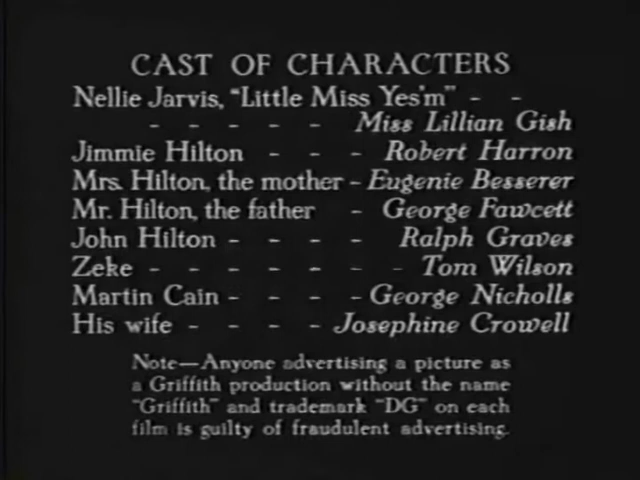 CAST OF CHARACTERS
Nellie Jarvis, "Little Miss Yes'm" - -
- - - - - Miss Lillian Gish
Jimmie Hilton - - - Robert Harron
Mrs. Hilton, the mother - Eugenie Besserer
Mr. Hilton, the father - George Fawcett
John Hilton - - - - Ralph Graves
Zeke - - - - - - - Tom Wilson
Martin Cain - - - - George Nicholls
His wife - - - - Josephine Crowell
Note—Anyone advertising a picture as
a Griffith production without the name
"Griffith" and trademark "DG" on each
film is guilty of fraudulent advertising.